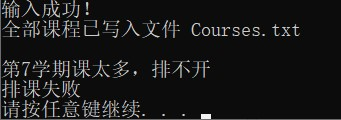 输入成功!
全部课程已写入文件 Courses.txt
第7学期课太多，排不开
排课失败
请按任意键继续. . .